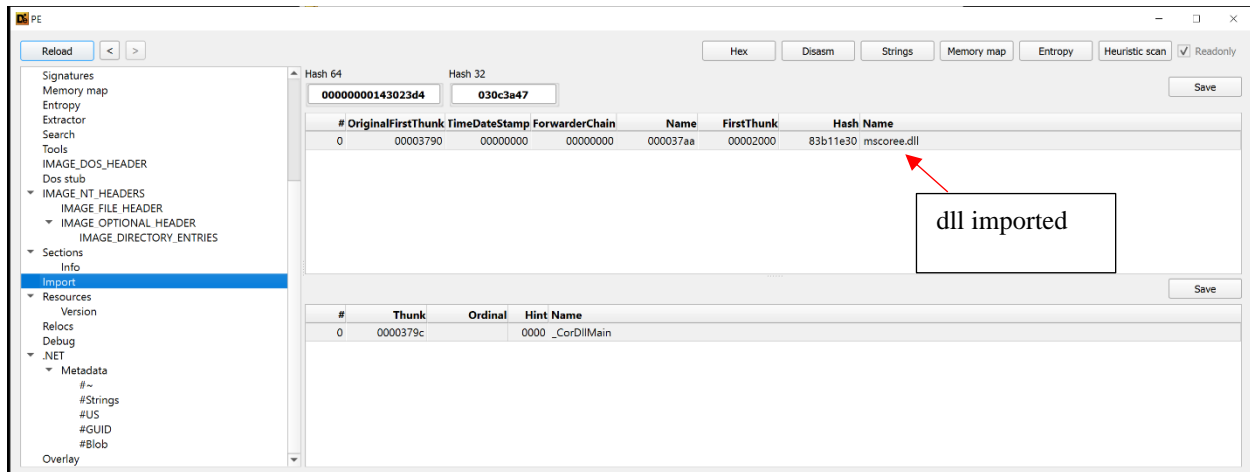 PE
Reload < > Hex Disasm Strings Memory map Entropy Heuristic scan Readonly
Signatures
Memory map
Entropy
Extractor
Search
Tools
IMAGE_DOS_HEADER
Dos stub
IMAGE_NT_HEADERS
IMAGE_FILE_HEADER
IMAGE_OPTIONAL_HEADER
IMAGE_DIRECTORY_ENTRIES
Sections
Info
Import
Resources
Version
Relocs
Debug
.NET
Metadata
#~
#Strings
#US
#GUID
#Blob
Overlay
Hash 64 Hash 32
00000000143023d4 030c3a47
Save
# OriginalFirstThunk TimeDateStamp ForwarderChain Name FirstThunk Hash Name
0 00003790 00000000 00000000 000037aa 00002000 83b11e30 mscoree.dll
dll imported
Save
# Thunk Ordinal Hint Name
0 0000379c 0000 _CorDllMain